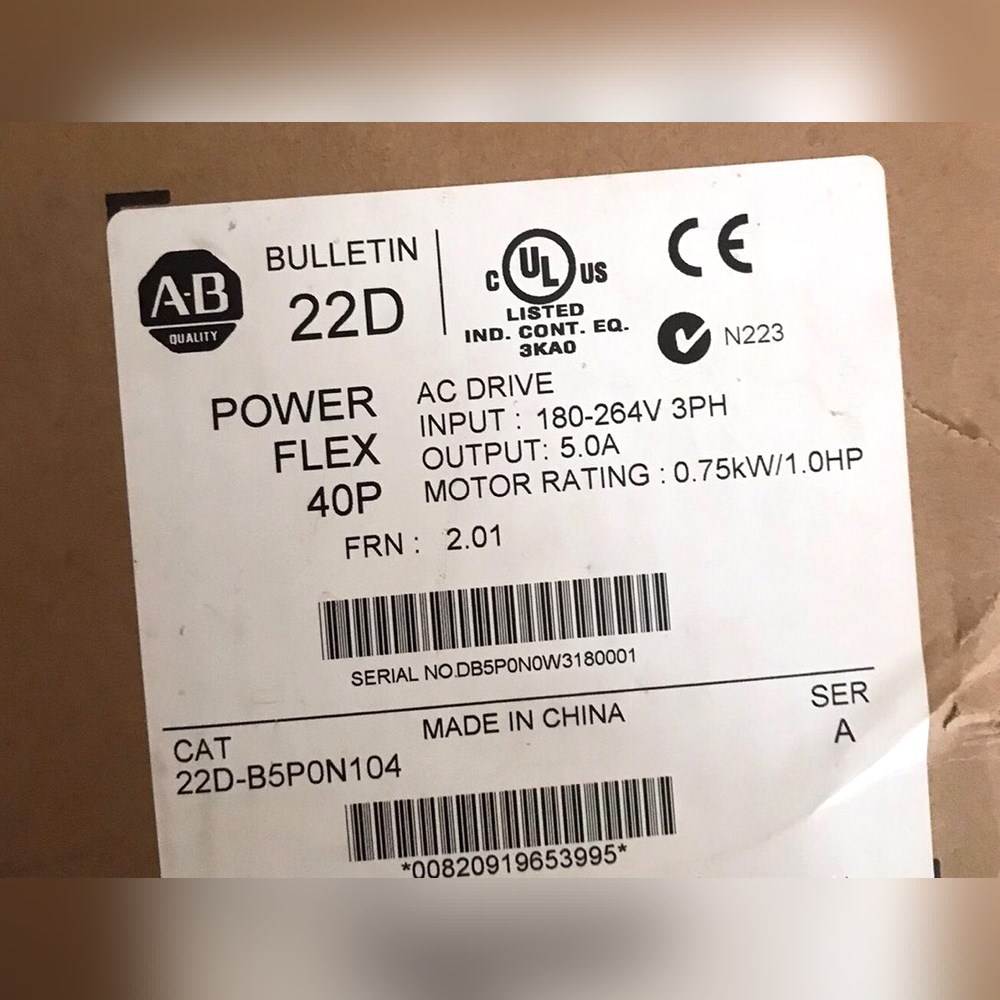 A-B
QUALITY
BULLETIN
22D
C UL US
LISTED
IND. CONT. EQ.
3KA0
CE
N223
POWER
FLEX
40P
AC DRIVE
INPUT : 180-264V 3PH
OUTPUT: 5.0A
MOTOR RATING : 0.75kW/1.0HP
FRN : 2.01
SERIAL NO.DB5P0N0W3180001
MADE IN CHINA
SER
A
CAT
22D-B5P0N104
*00820919653995*